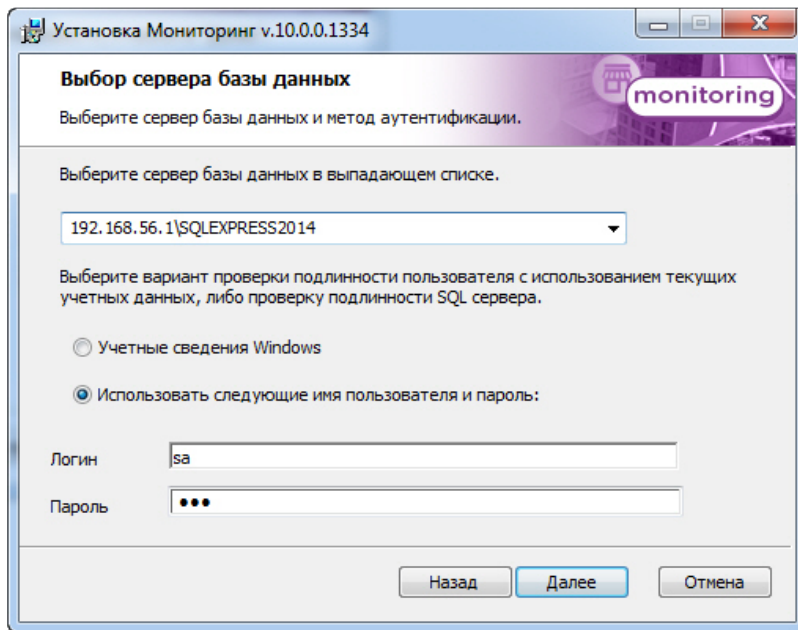 Установка Мониторинг v.10.0.0.1334
Выбор сервера базы данных
monitoring
Выберите сервер базы данных и метод аутентификации.
Выберите сервер базы данных в выпадающем списке.
192.168.56.1\SQLEXPRESS2014
Выберите вариант проверки подлинности пользователя с использованием текущих
учетных данных, либо проверку подлинности SQL сервера.
Учетные сведения Windows
Использовать следующие имя пользователя и пароль:
Логин sa
Пароль •••
Назад Далее Отмена